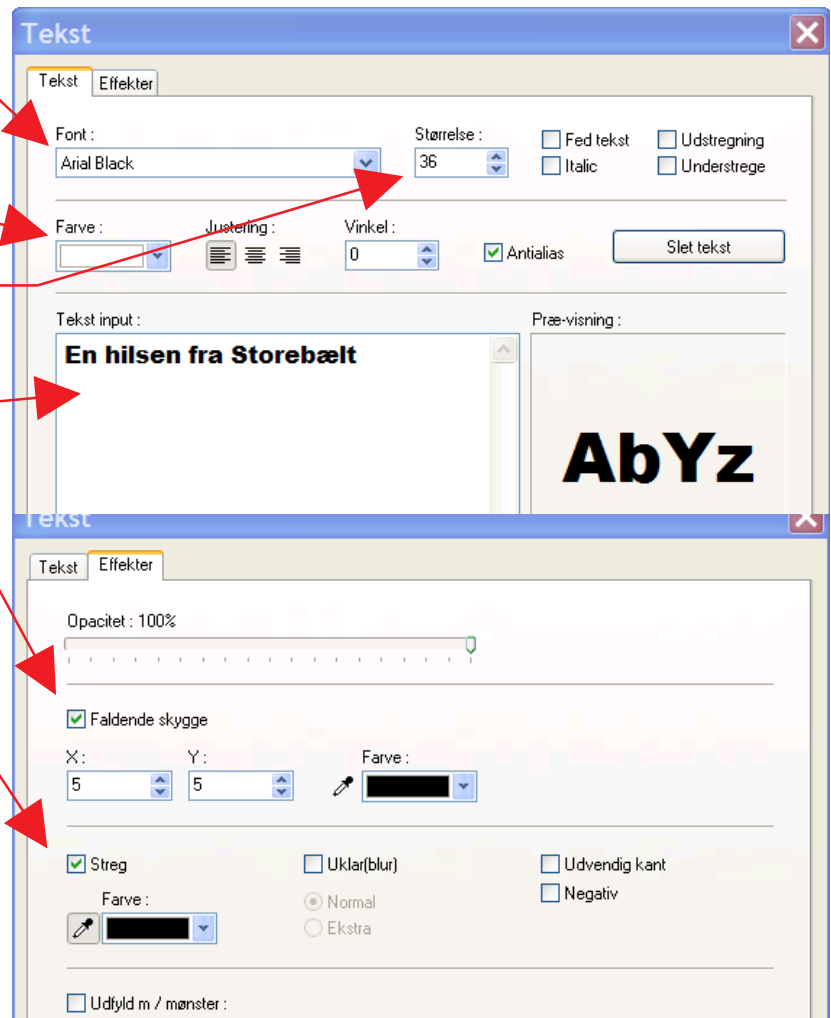 Tekst
Tekst Effekter
Font : Størrelse :
Arial Black 36 Fed tekst Udstregning
Italic Understrege
Farve : Justering : Vinkel :
0 Antialias Slet tekst
Tekst input : Præ-visning :
En hilsen fra Storebælt
AbYz
Tekst
Tekst Effekter
Opacitet : 100%
Faldende skygge
X : Y : Farve :
5 5
Streg Uklar(blur) Udvendig kant
Farve : Normal Negativ
Ekstra
Udfyld m / mønster :